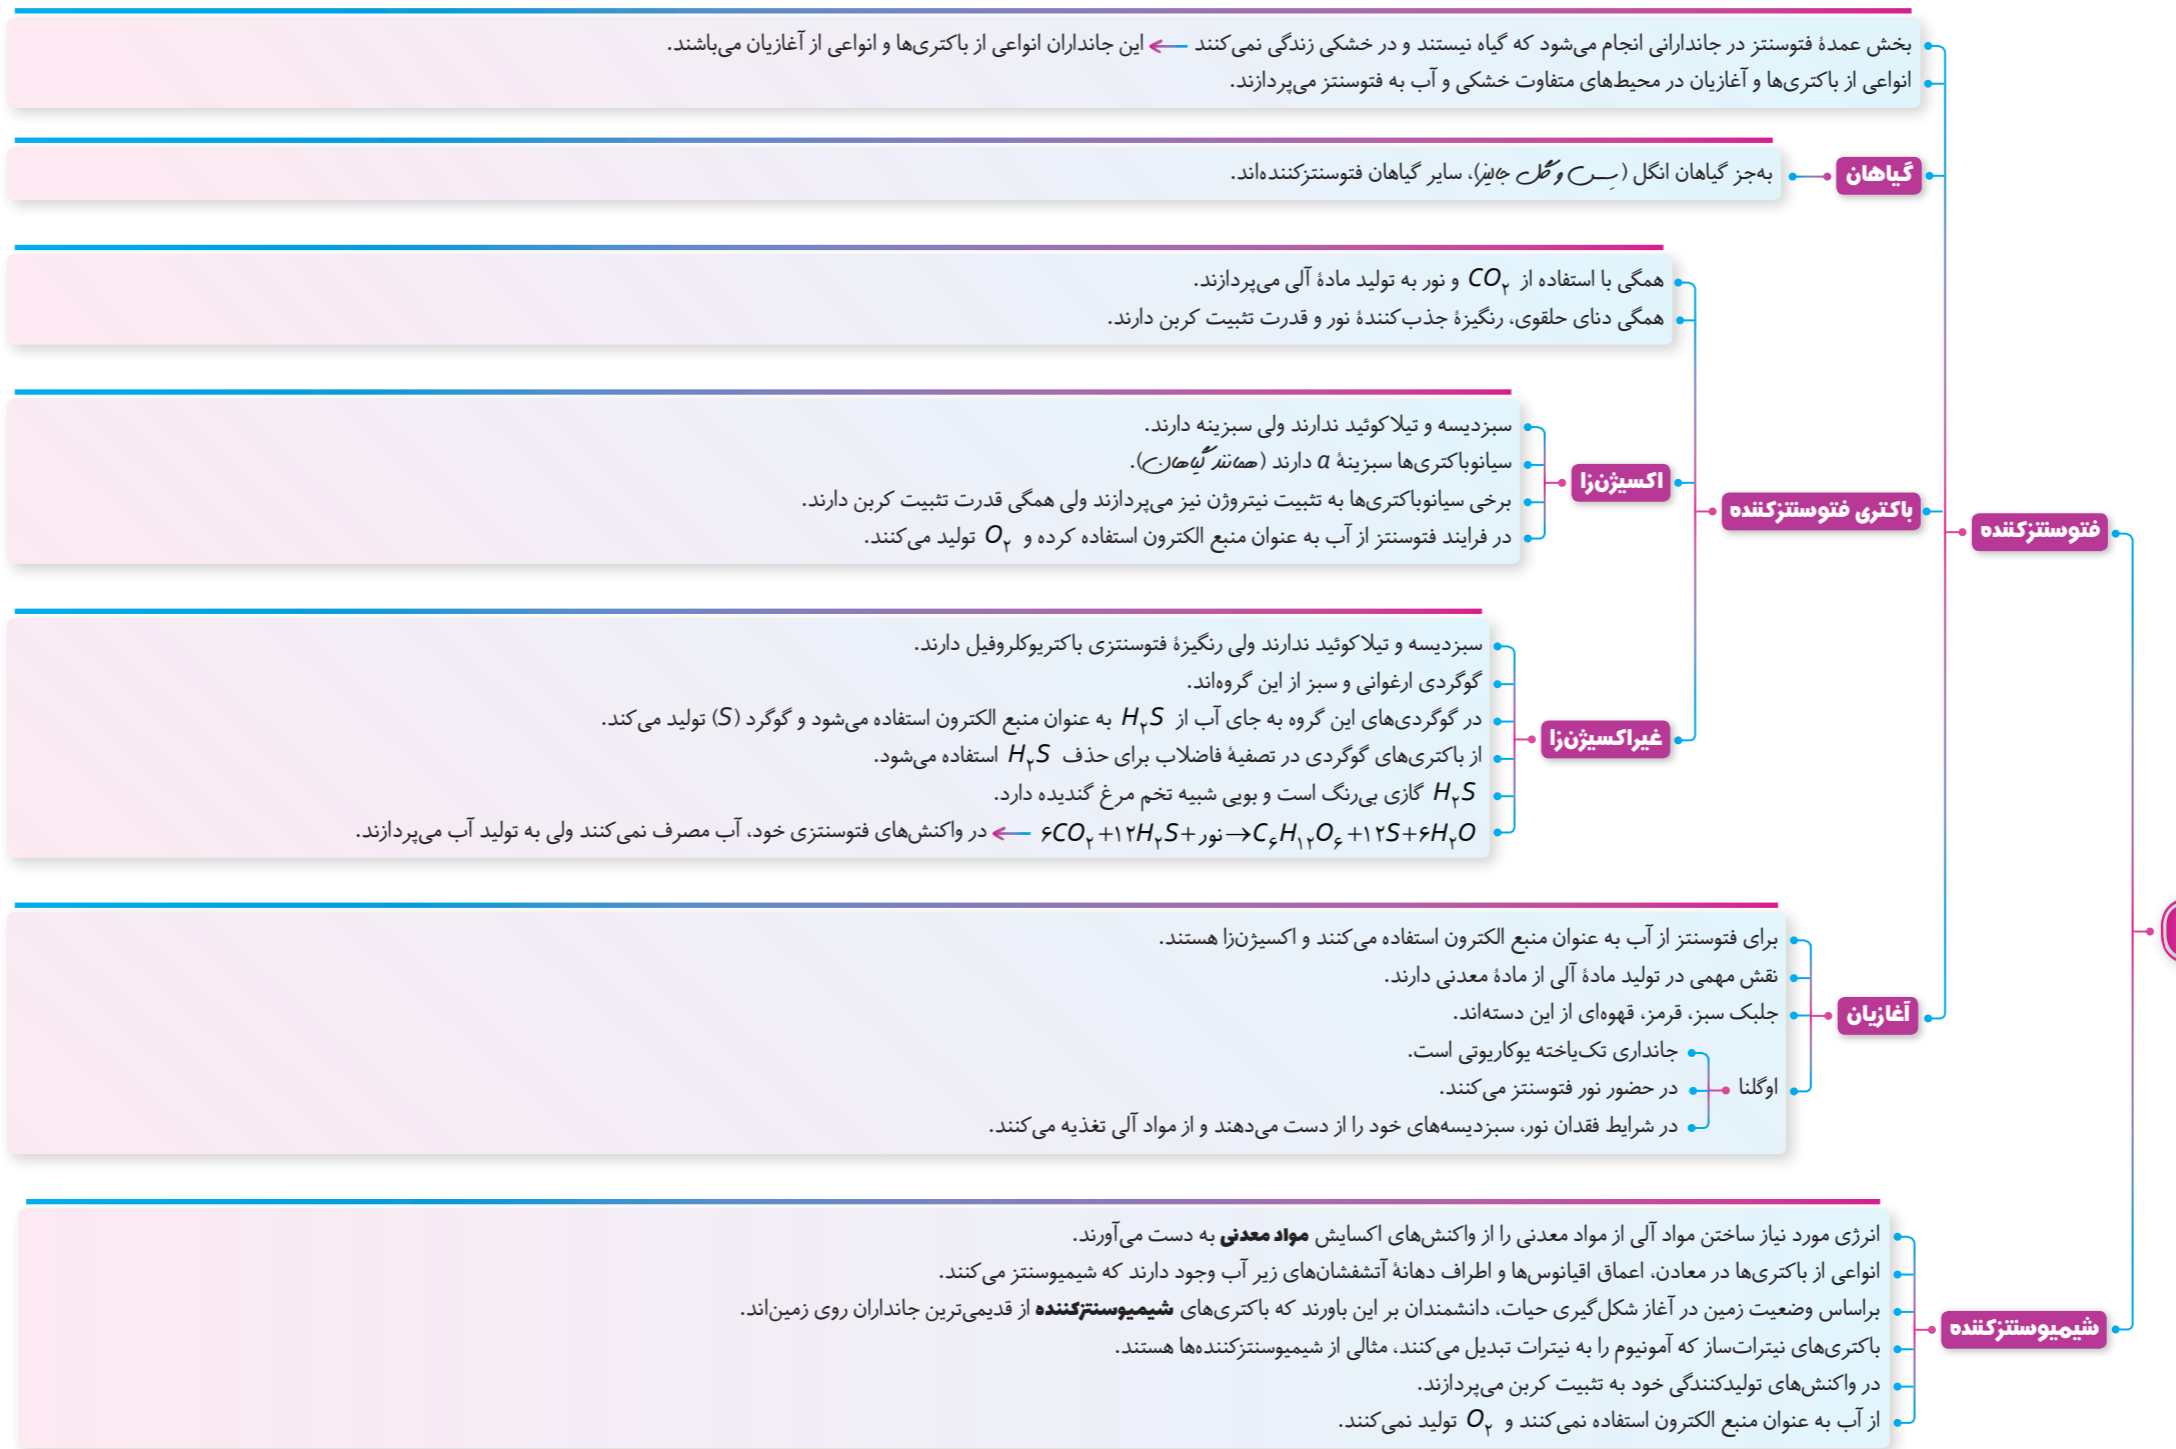 بخش عمدهٔ فتوسنتز در جاندارانی انجام می‌شود که گیاه نیستند و در خشکی زندگی نمی‌کنند ← این جانداران انواعی از باکتری‌ها و انواعی از آغازیان می‌باشند.
انواعی از باکتری‌ها و آغازیان در محیط‌های متفاوت خشکی و آب به فتوسنتز می‌پردازند.
گیاهان
به‌جز گیاهان انگل (سس و گل جالیز)، سایر گیاهان فتوسنتزکننده‌اند.
همگی با استفاده از CO₂ و نور به تولید مادهٔ آلی می‌پردازند.
همگی دنای حلقوی، رنگیزهٔ جذب‌کنندهٔ نور و قدرت تثبیت کربن دارند.
فتوسنتزکننده
باکتری فتوسنتزکننده
اکسیژن‌زا
سبزدیسه و تیلاکوئید ندارند ولی سبزینه دارند.
سیانوباکتری‌ها سبزینهٔ a دارند (همانند گیاهان).
برخی سیانوباکتری‌ها به تثبیت نیتروژن نیز می‌پردازند ولی همگی قدرت تثبیت کربن دارند.
در فرایند فتوسنتز از آب به عنوان منبع الکترون استفاده کرده و O₂ تولید می‌کنند.
غیراکسیژن‌زا
سبزدیسه و تیلاکوئید ندارند ولی رنگیزهٔ فتوسنتزی باکتریوکلروفیل دارند.
گوگردی ارغوانی و سبز از این گروه‌اند.
در گوگردی‌های این گروه به جای آب از H₂S به عنوان منبع الکترون استفاده می‌شود و گوگرد (S) تولید می‌کند.
از باکتری‌های گوگردی در تصفیهٔ فاضلاب برای حذف H₂S استفاده می‌شود.
H₂S گازی بی‌رنگ است و بویی شبیه تخم مرغ گندیده دارد.
۶CO₂+۱۲H₂S+نور→C₆H₁₂O₆+۱۲S+۶H₂O ← در واکنش‌های فتوسنتزی خود، آب مصرف نمی‌کنند ولی به تولید آب می‌پردازند.
آغازیان
برای فتوسنتز از آب به عنوان منبع الکترون استفاده می‌کنند و اکسیژن‌زا هستند.
نقش مهمی در تولید مادهٔ آلی از مادهٔ معدنی دارند.
جلبک سبز، قرمز، قهوه‌ای از این دسته‌اند.
اوگلنا
جانداری تک‌یاخته یوکاریوتی است.
در حضور نور فتوسنتز می‌کنند.
در شرایط فقدان نور، سبزدیسه‌های خود را از دست می‌دهند و از مواد آلی تغذیه می‌کنند.
شیمیوسنتزکننده
انرژی مورد نیاز ساختن مواد آلی از مواد معدنی را از واکنش‌های اکسایش مواد معدنی به دست می‌آورند.
انواعی از باکتری‌ها در معادن، اعماق اقیانوس‌ها و اطراف دهانهٔ آتشفشان‌های زیر آب وجود دارند که شیمیوسنتز می‌کنند.
براساس وضعیت زمین در آغاز شکل‌گیری حیات، دانشمندان بر این باورند که باکتری‌های شیمیوسنتزکننده از قدیمی‌ترین جانداران روی زمین‌اند.
باکتری‌های نیترات‌ساز که آمونیوم را به نیترات تبدیل می‌کنند، مثالی از شیمیوسنتزکننده‌ها هستند.
در واکنش‌های تولیدکنندگی خود به تثبیت کربن می‌پردازند.
از آب به عنوان منبع الکترون استفاده نمی‌کنند و O₂ تولید نمی‌کنند.